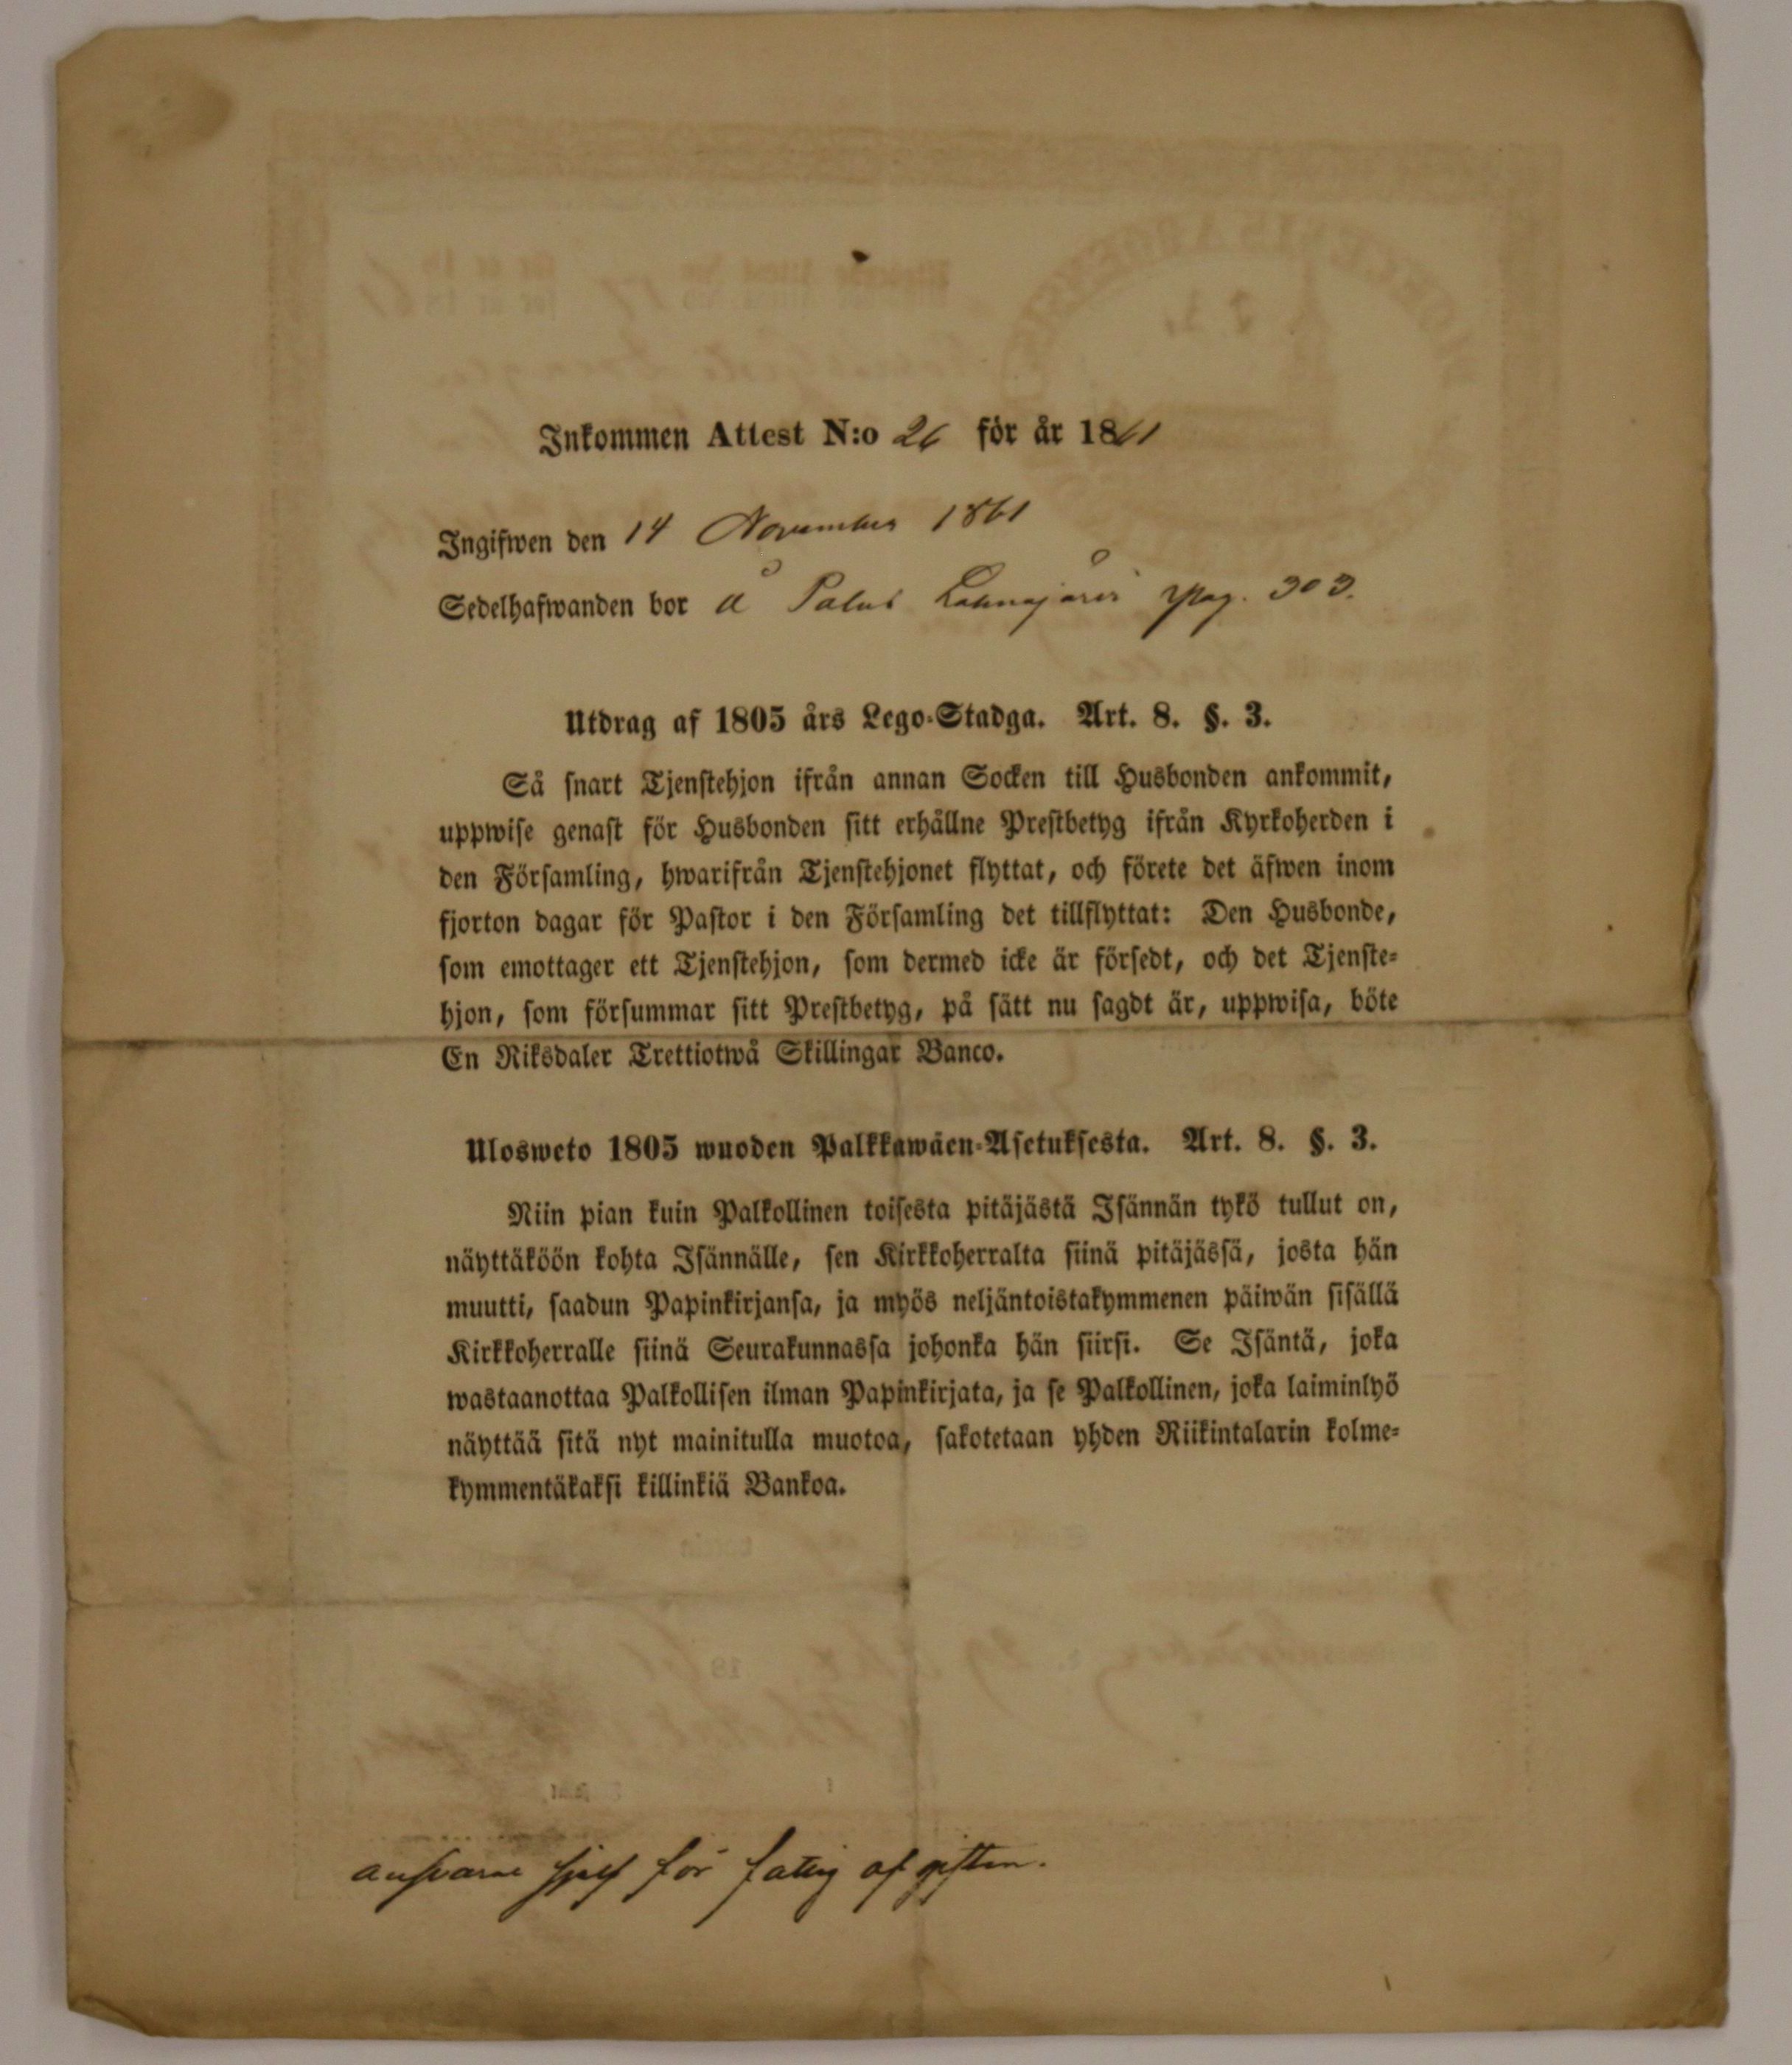 Inkommen Attest N:o 26 för år 1861
Ingifwen den 14 November 1861
Sedelhafwanden bor å Palus Lahnajärvi pag. 303.
Utdrag af 1805 års Lego-Stadga. Art. 8. §. 3.
Så snart Tjenstehjon ifrån annan Socken till Husbonden ankommit,
uppwise genast för Husbonden sitt erhållne Prestbetyg ifrån Kyrkoherden i
den Församling, hwarifrån Tjenstehjonet flyttat, och förete det äfwen inom
fjorton dagar för Pastor i den Församling det tillflyttat: Den Husbonde,
som emottager ett Tjenstehjon, som dermed icke är försedt, och det Tjenste-
hjon, som försummar sitt Prestbetyg, på sätt nu sagdt är, uppwisa, böte
En Riksdaler Trettiotwå Skillingar Banco.
Ulosweto 1805 wuoden Palkkawäen-Asetuksesta. Art. 8. §. 3.
Niin pian kuin Palkollinen toisesta pitäjästä Isännän tykö tullut on,
näyttäköön kohta Isännälle, sen Kirkkoherralta siinä pitäjässä, josta hän
muutti, saadun Papinkirjansa, ja myös neljäntoistakymmenen päiwän sisällä
Kirkkoherralle siinä Seurakunnassa johonka hän siirsi. Se Isäntä, joka
wastaanottaa Palkollisen ilman Papinkirjata, ja se Palkollinen, joka laiminlyö
näyttää sitä nyt mainitulla muotoa, sakotetaan yhden Riikintalarin kolme-
kymmentäkaksi killinkiä Bankoa.
answarar sjelf för fattig afgiften.